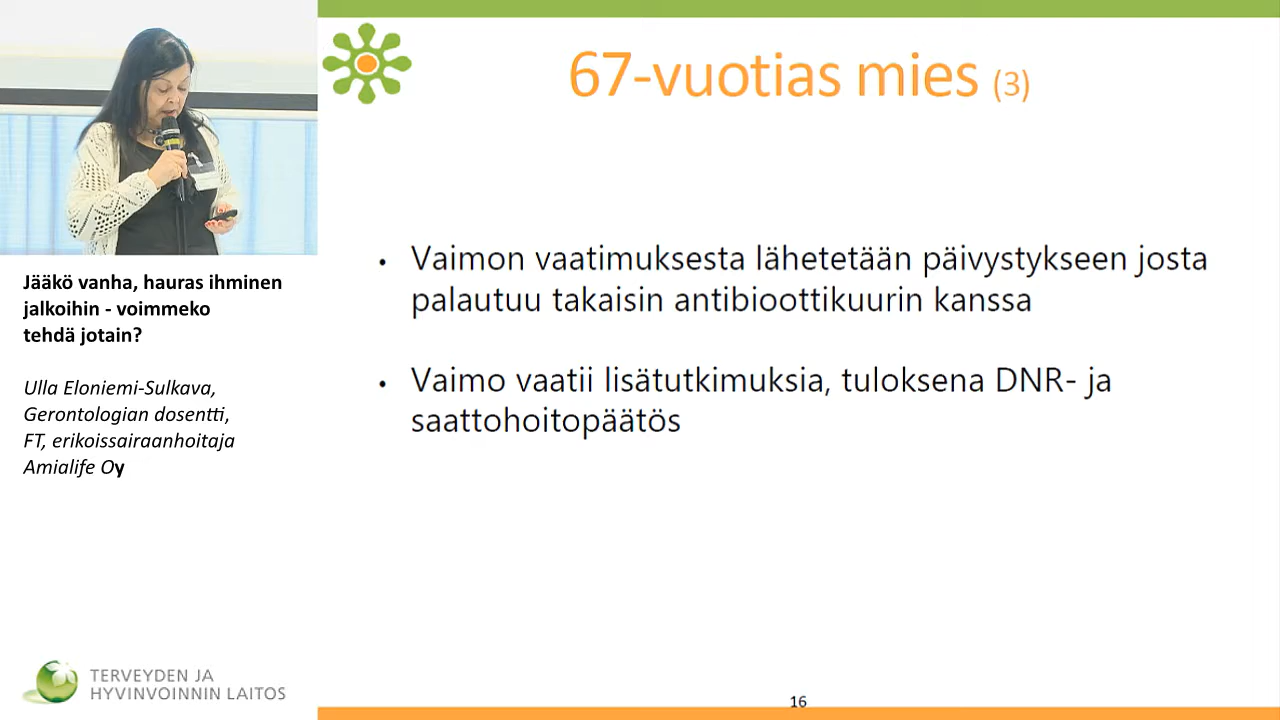 67-vuotias mies (3)
• Vaimon vaatimuksesta lähetetään päivystykseen josta
palautuu takaisin antibioottikuurin kanssa
• Vaimo vaatii lisätutkimuksia, tuloksena DNR- ja
saattohoitopäätös
Jääkö vanha, hauras ihminen
jalkoihin - voimmeko
tehdä jotain?
Ulla Eloniemi-Sulkava,
Gerontologian dosentti,
FT, erikoissairaanhoitaja
Amialife Oy
TERVEYDEN JA
HYVINVOINNIN LAITOS
16